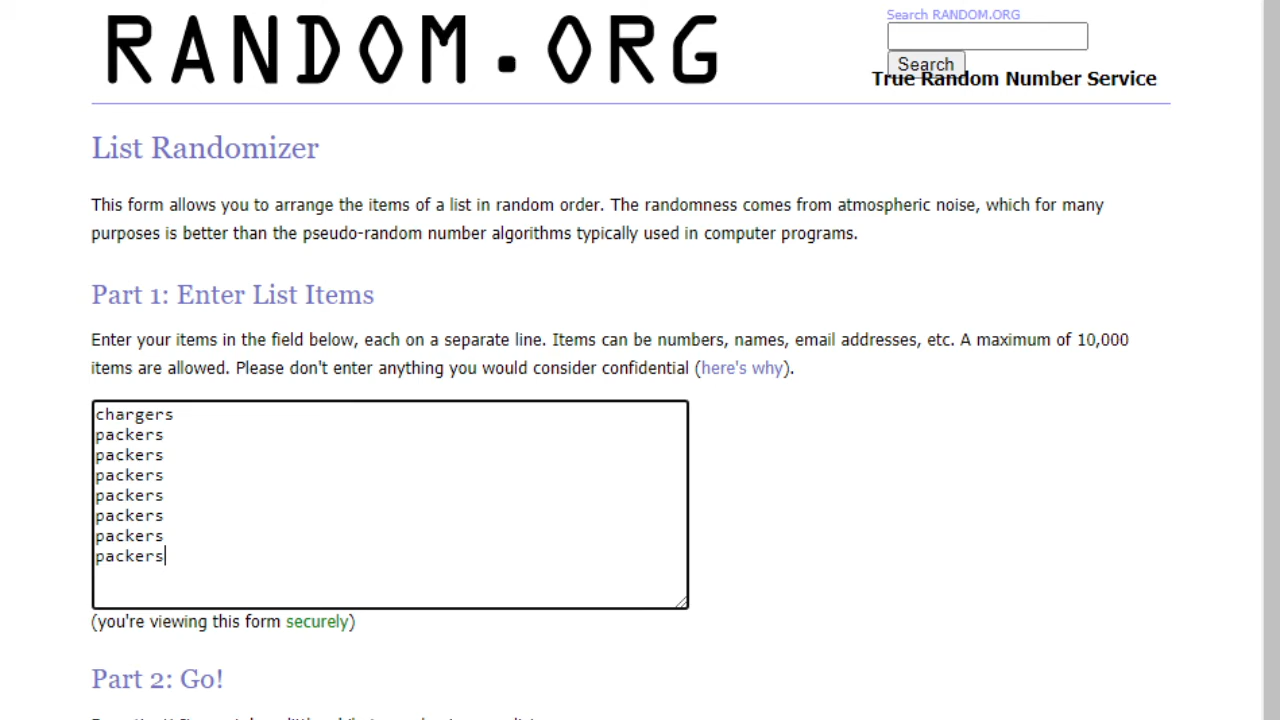 RANDOM.ORG
Search RANDOM.ORG
Search
True Random Number Service
List Randomizer
This form allows you to arrange the items of a list in random order. The randomness comes from atmospheric noise, which for many
purposes is better than the pseudo-random number algorithms typically used in computer programs.
Part 1: Enter List Items
Enter your items in the field below, each on a separate line. Items can be numbers, names, email addresses, etc. A maximum of 10,000
items are allowed. Please don't enter anything you would consider confidential (here's why).
chargers
packers
packers
packers
packers
packers
packers
packers
(you're viewing this form securely)
Part 2: Go!